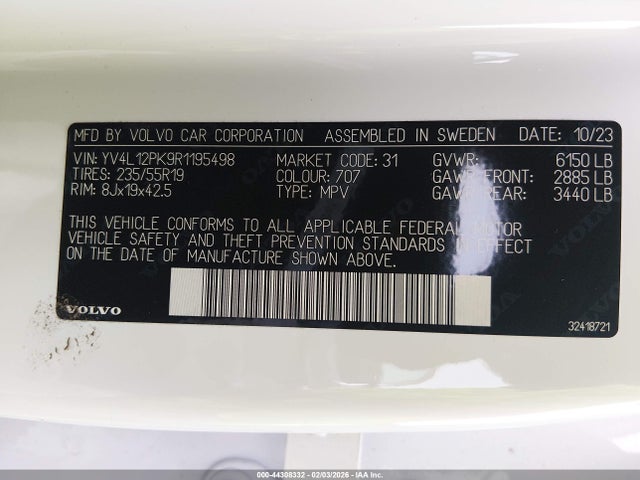 MFD BY VOLVO CAR CORPORATION ASSEMBLED IN SWEDEN DATE: 10/23
VIN: YV4L12PK9R1195498 MARKET CODE: 31 GVWR: 6150 LB
TIRES: 235/55R19 COLOUR: 707 GAWR FRONT: 2885 LB
RIM: 8Jx19x42.5 TYPE: MPV GAWR REAR: 3440 LB
THIS VEHICLE CONFORMS TO ALL APPLICABLE FEDERAL MOTOR
VEHICLE SAFETY AND THEFT PREVENTION STANDARDS IN EFFECT
ON THE DATE OF MANUFACTURE SHOWN ABOVE.
VOLVO
32418721
000-44308332 - 02/03/2026 - IAA Inc.